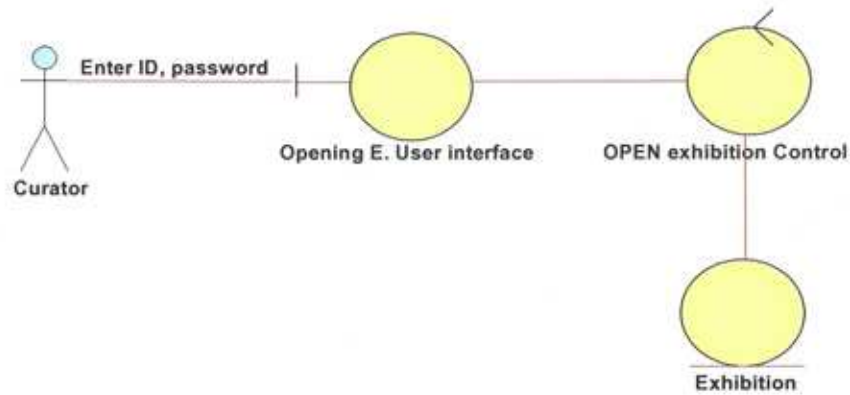 Enter ID, password
Curator
Opening E. User interface
OPEN exhibition Control
Exhibition